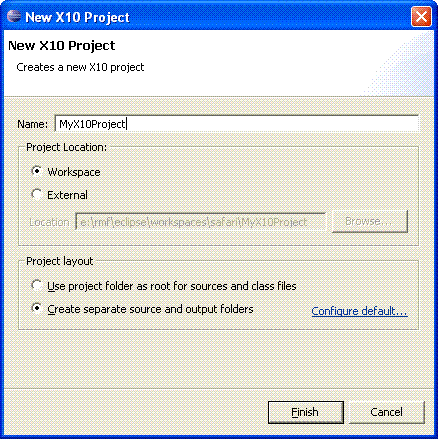 New X10 Project
New X10 Project
Creates a new X10 project
Name: MyX10Project
Project Location:
Workspace
External
Location e:\rmf\eclipse\workspaces\safari\MyX10Project Browse...
Project layout
Use project folder as root for sources and class files
Create separate source and output folders Configure default...
Finish Cancel